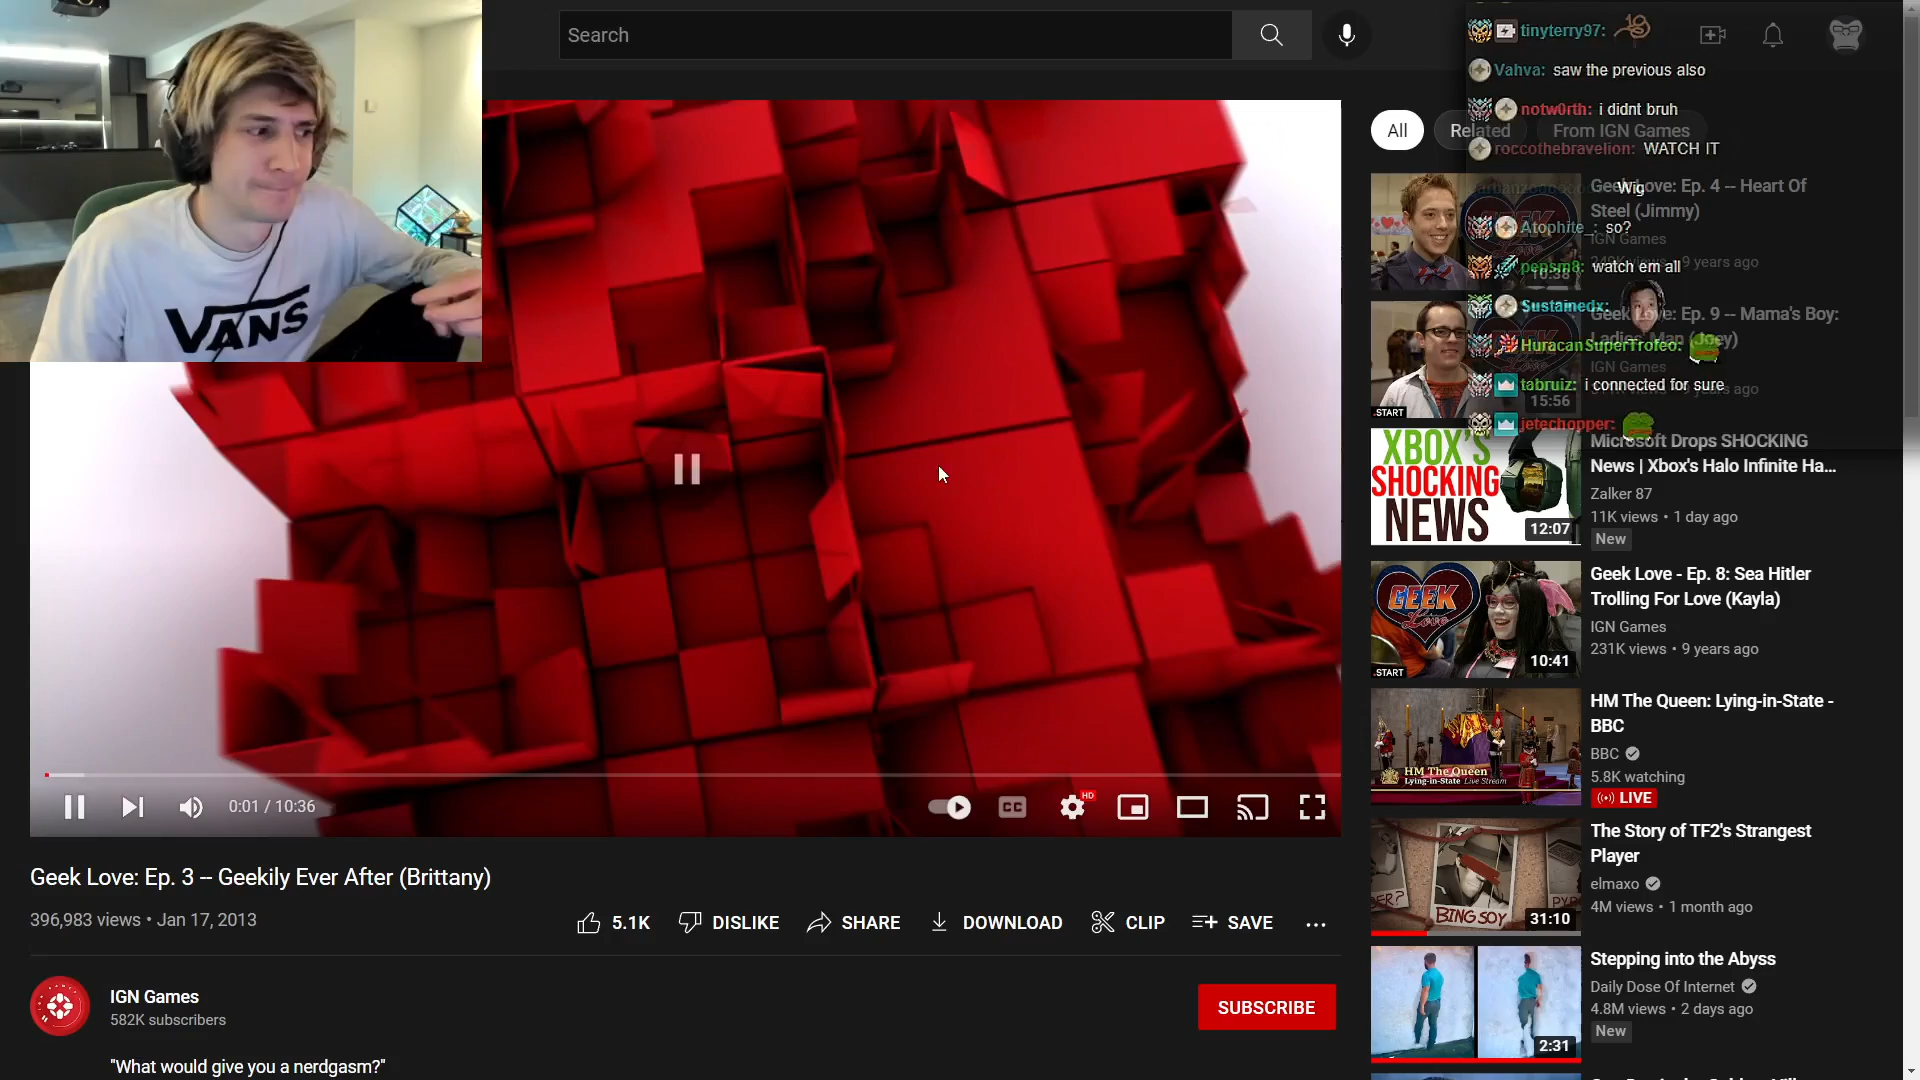 Search
VANS
tinyterry97:
Vahva: saw the previous also
notw0rth: i didnt bruh
All
Related
From IGN Games
roccothebravelion: WATCH IT
Wig
Geek Love: Ep. 4 -- Heart Of
Steel (Jimmy)
Atophite_: so?
IGN Games
pepsm8: watch em all
9 years ago
10:38
Sustainedx:
Geek Love: Ep. 9 -- Mama's Boy:
Ladies Man (Joey)
HuracanSuperTrofeo:
IGN Games
tabruiz: i connected for sure
15:56
START
jetechopper:
XBOX'S
SHOCKING
NEWS
12:07
Microsoft Drops SHOCKING
News | Xbox's Halo Infinite Ha...
Zalker 87
11K views • 1 day ago
New
GEEK
Love
START
10:41
Geek Love - Ep. 8: Sea Hitler
Trolling For Love (Kayla)
IGN Games
231K views • 9 years ago
HM The Queen
Lying-in-State Live Stream
HM The Queen: Lying-in-State -
BBC
BBC
5.8K watching
LIVE
BING SOY
31:10
The Story of TF2's Strangest
Player
elmaxo
4M views • 1 month ago
2:31
Stepping into the Abyss
Daily Dose Of Internet
4.8M views • 2 days ago
New
0:01 / 10:36
CC
HD
Geek Love: Ep. 3 -- Geekily Ever After (Brittany)
396,983 views • Jan 17, 2013
5.1K
DISLIKE
SHARE
DOWNLOAD
CLIP
SAVE
IGN Games
582K subscribers
SUBSCRIBE
"What would give you a nerdgasm?"